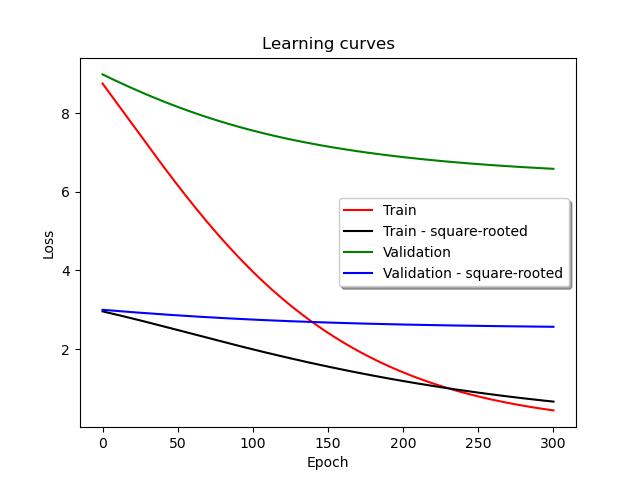 Learning curves
Loss
8
6
4
2
Train
Train - square-rooted
Validation
Validation - square-rooted
0 50 100 150 200 250 300
Epoch